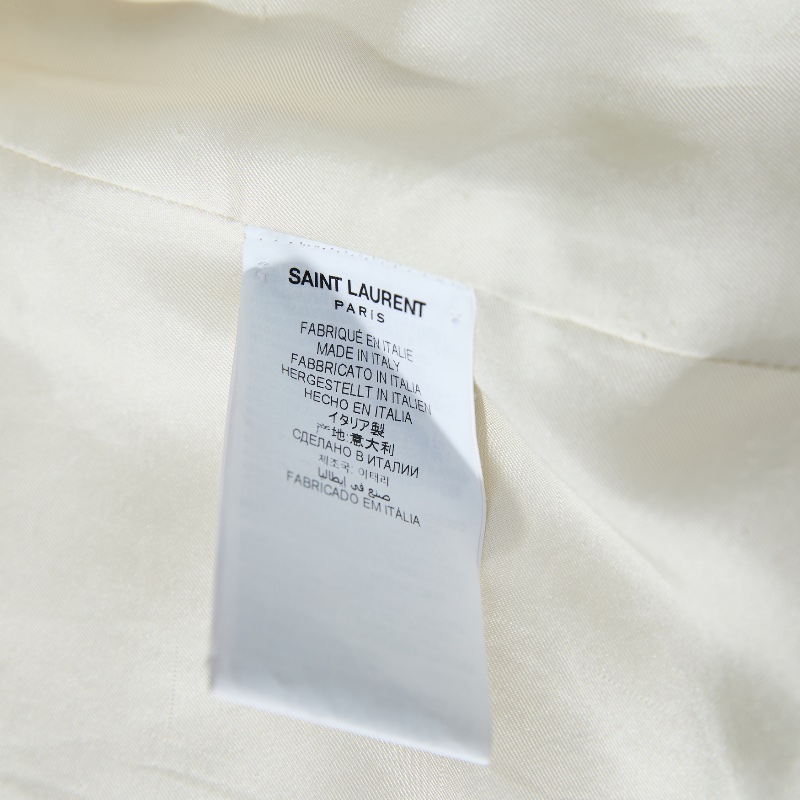 SAINT LAURENT
PARIS
FABRIQUÉ EN ITALIE
MADE IN ITALY
FABBRICATO IN ITALIA
HERGESTELLT IN ITALIEN
HECHO EN ITALIA
イタリア製
产地:意大利
СДЕЛАНО В ИТАЛИИ
제조국: 이태리
صنع في إيطاليا
FABRICADO EM ITÁLIA